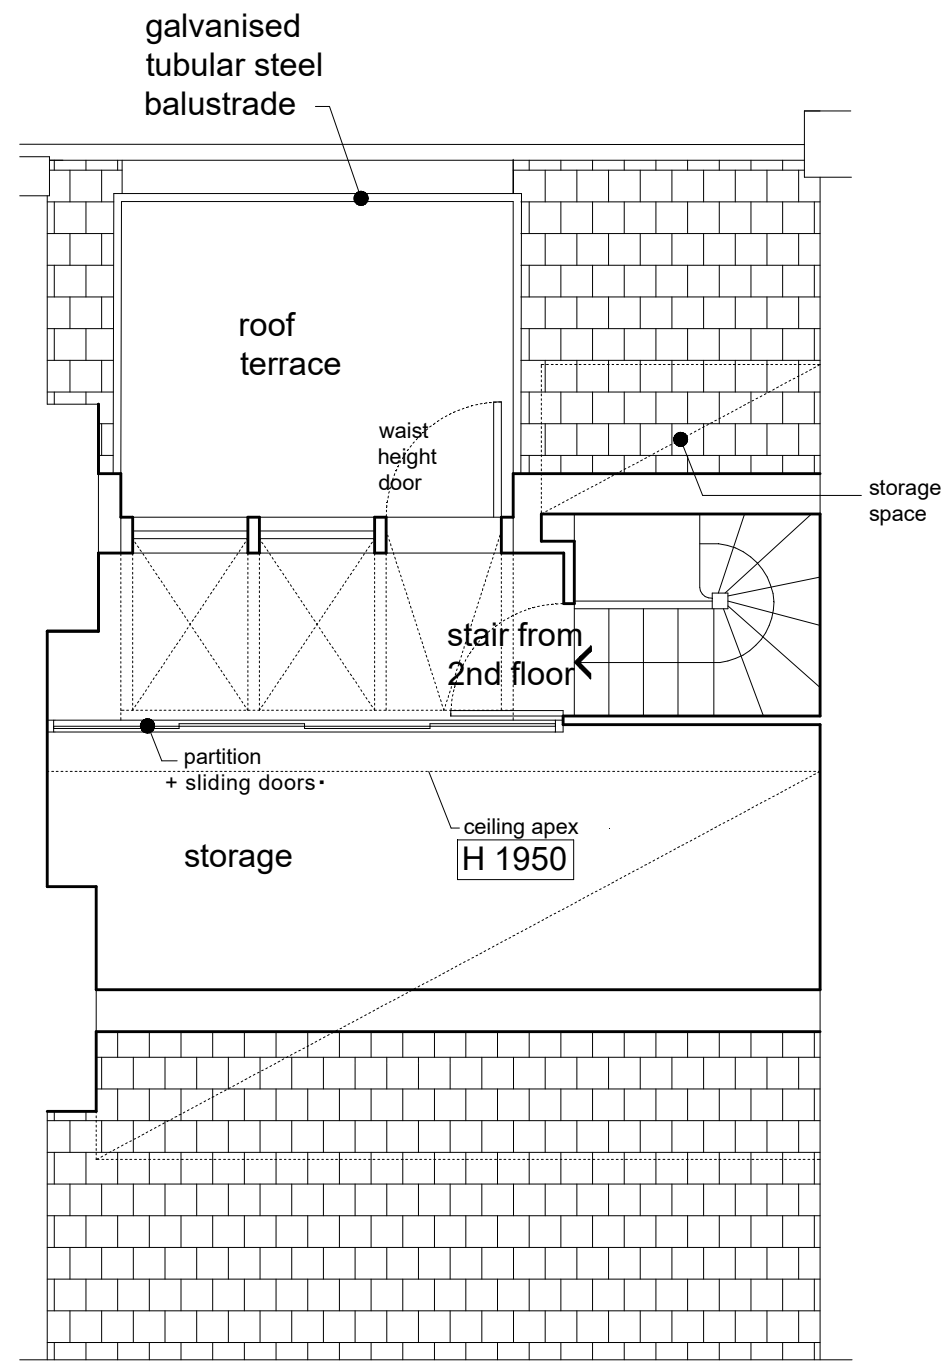 galvanised
tubular steel
balustrade
roof
terrace
waist
height
door
storage
space
stair from
2nd floor
partition
+ sliding doors
ceiling apex
H 1950
storage